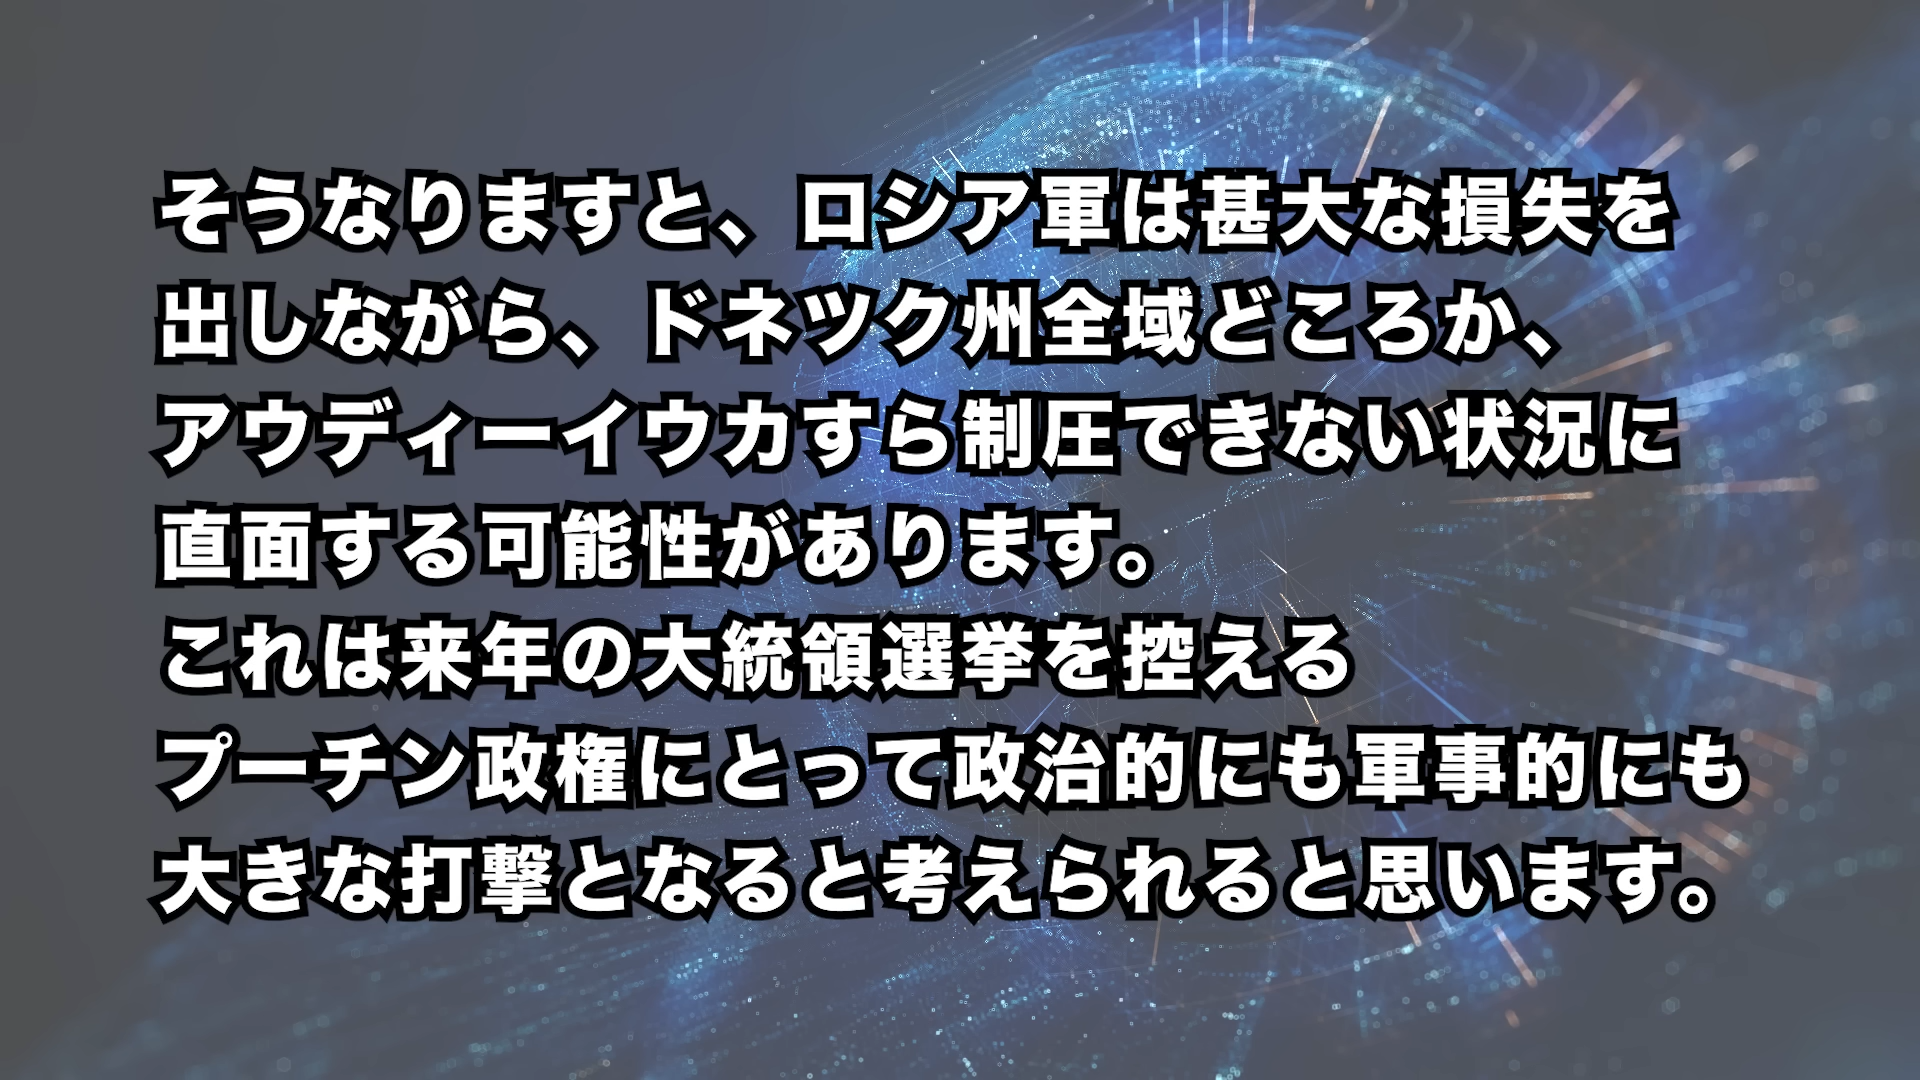 そうなりますと、ロシア軍は甚大な損失を
出しながら、ドネツク州全域どころか、
アウディーイウカすら制圧できない状況に
直面する可能性があります。
これは来年の大統領選挙を控える
プーチン政権にとって政治的にも軍事的にも
大きな打撃となると考えられると思います。